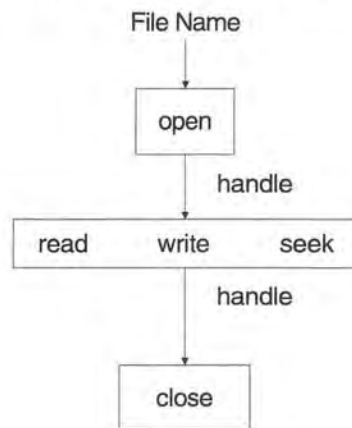 File Name
open
handle
read write seek
handle
close